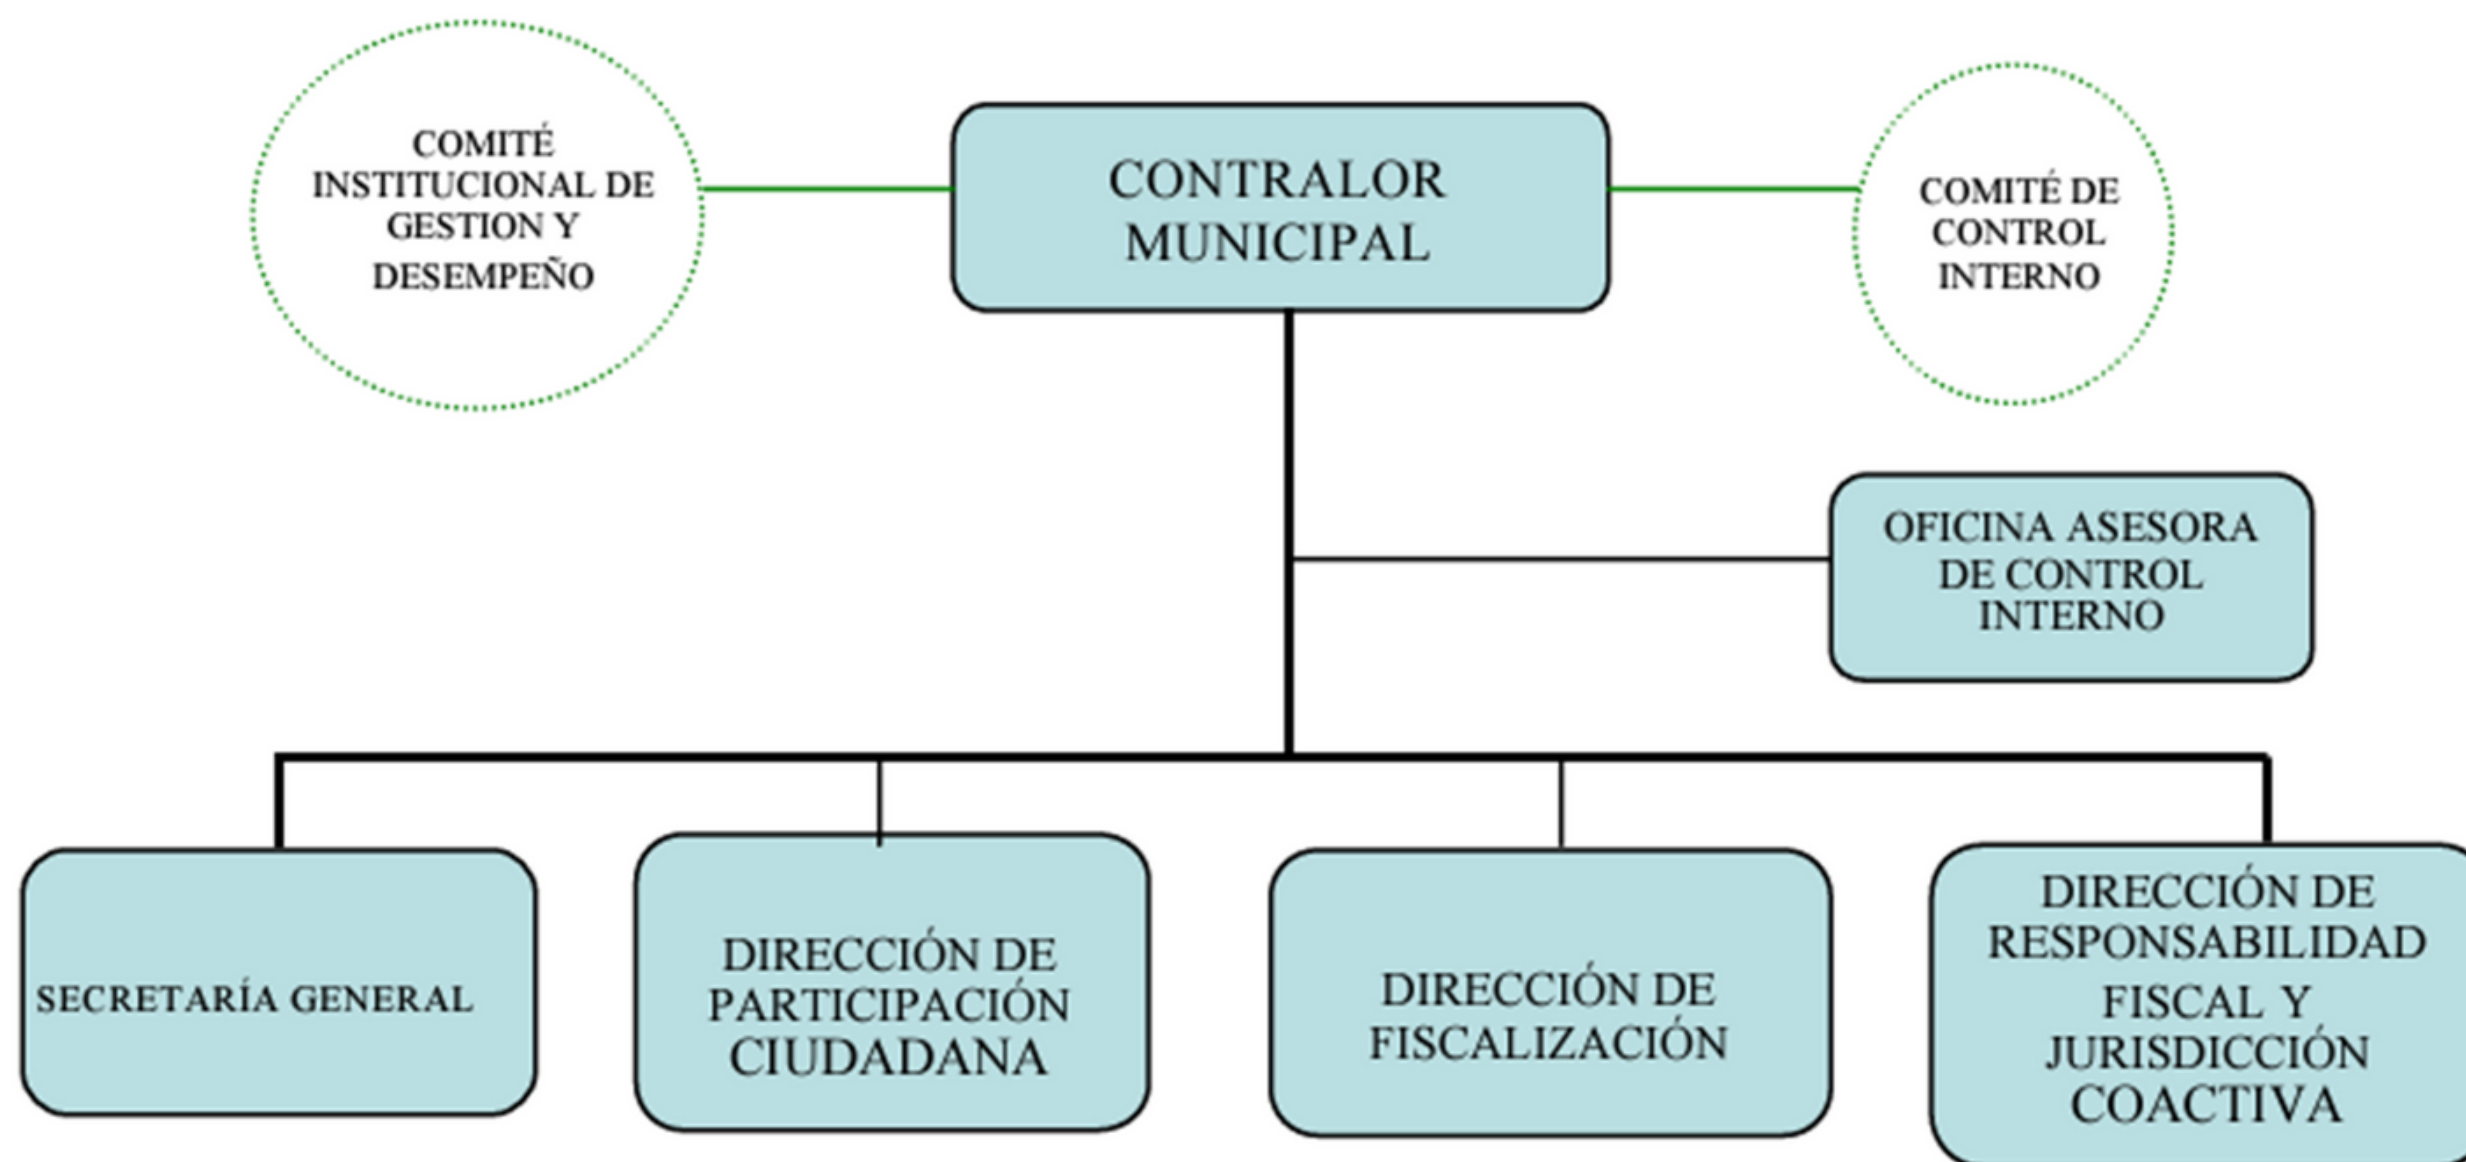 COMITÉ
INSTITUCIONAL DE
GESTION Y
DESEMPEÑO
CONTRALOR
MUNICIPAL
COMITÉ DE
CONTROL
INTERNO
OFICINA ASESORA
DE CONTROL
INTERNO
SECRETARÍA GENERAL
DIRECCIÓN DE
PARTICIPACIÓN
CIUDADANA
DIRECCIÓN DE
FISCALIZACIÓN
DIRECCIÓN DE
RESPONSABILIDAD
FISCAL Y
JURISDICCIÓN
COACTIVA